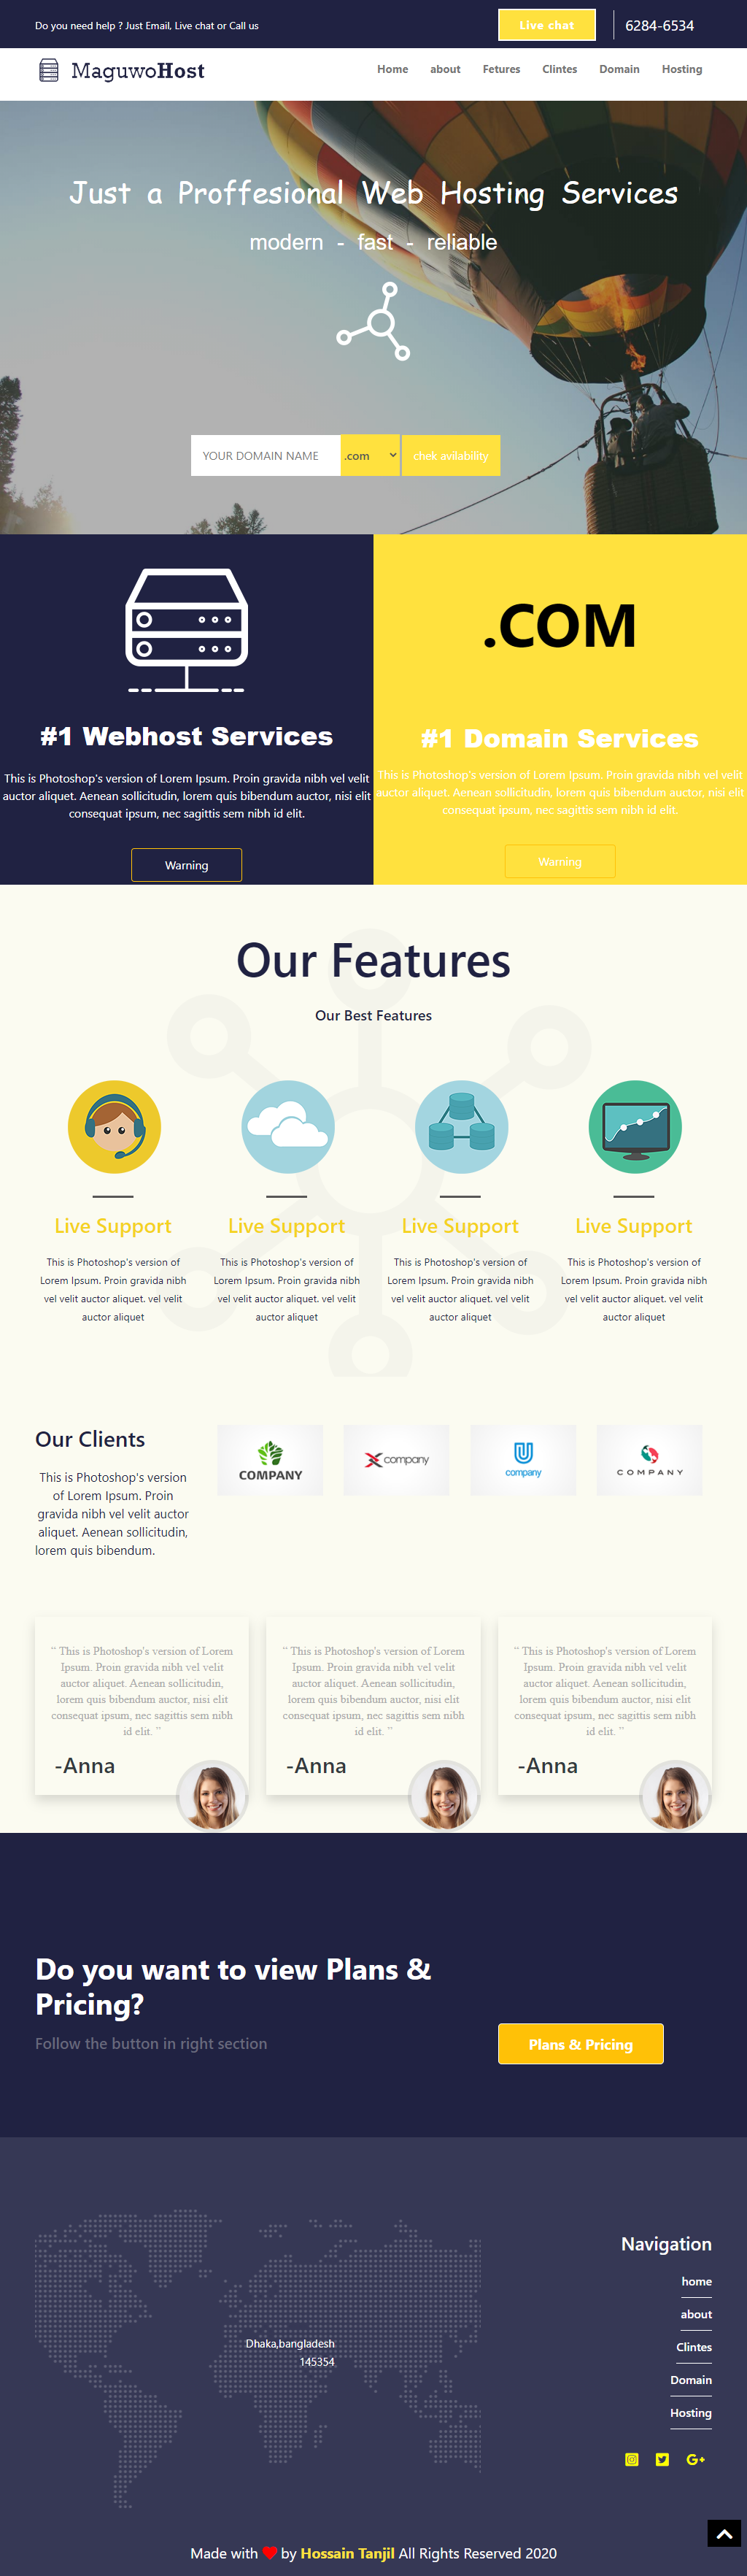 Do you need help ? Just Email, Live chat or Call us
Live chat
6284-6534
MaguwoHost
Home about Fetures Clintes Domain Hosting
Just a Proffesional Web Hosting Services
modern - fast - reliable
YOUR DOMAIN NAME
.com
chek avilability
#1 Webhost Services
This is Photoshop's version of Lorem Ipsum. Proin gravida nibh vel velit
auctor aliquet. Aenean sollicitudin, lorem quis bibendum auctor, nisi elit
consequat ipsum, nec sagittis sem nibh id elit.
Warning
.COM
#1 Domain Services
This is Photoshop's version of Lorem Ipsum. Proin gravida nibh vel velit
auctor aliquet. Aenean sollicitudin, lorem quis bibendum auctor, nisi elit
consequat ipsum, nec sagittis sem nibh id elit.
Warning
Our Features
Our Best Features
Live Support
This is Photoshop's version of
Lorem Ipsum. Proin gravida nibh
vel velit auctor aliquet. vel velit
auctor aliquet
Live Support
This is Photoshop's version of
Lorem Ipsum. Proin gravida nibh
vel velit auctor aliquet. vel velit
auctor aliquet
Live Support
This is Photoshop's version of
Lorem Ipsum. Proin gravida nibh
vel velit auctor aliquet. vel velit
auctor aliquet
Live Support
This is Photoshop's version of
Lorem Ipsum. Proin gravida nibh
vel velit auctor aliquet. vel velit
auctor aliquet
Our Clients
This is Photoshop's version
of Lorem Ipsum. Proin
gravida nibh vel velit auctor
aliquet. Aenean sollicitudin,
lorem quis bibendum.
COMPANY
company
company
COMPANY
“ This is Photoshop's version of Lorem
Ipsum. Proin gravida nibh vel velit
auctor aliquet. Aenean sollicitudin,
lorem quis bibendum auctor, nisi elit
consequat ipsum, nec sagittis sem nibh
id elit. ”
-Anna
“ This is Photoshop's version of Lorem
Ipsum. Proin gravida nibh vel velit
auctor aliquet. Aenean sollicitudin,
lorem quis bibendum auctor, nisi elit
consequat ipsum, nec sagittis sem nibh
id elit. ”
-Anna
“ This is Photoshop's version of Lorem
Ipsum. Proin gravida nibh vel velit
auctor aliquet. Aenean sollicitudin,
lorem quis bibendum auctor, nisi elit
consequat ipsum, nec sagittis sem nibh
id elit. ”
-Anna
Do you want to view Plans &
Pricing?
Follow the button in right section
Plans & Pricing
Dhaka,bangladesh
145354
Navigation
home
about
Clintes
Domain
Hosting
G+
Made with ❤ by Hossain Tanjil All Rights Reserved 2020